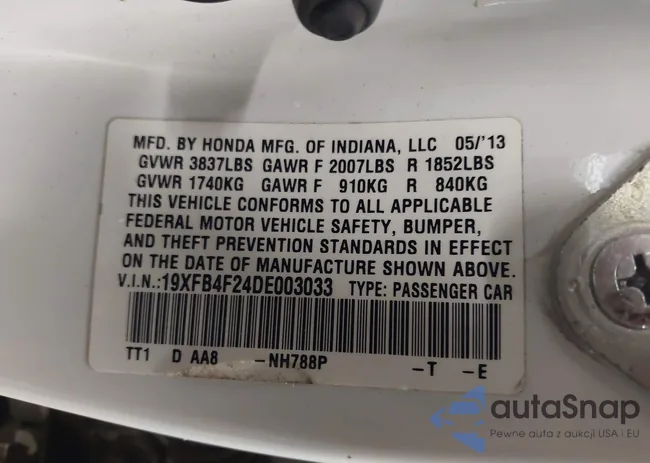 MFD. BY HONDA MFG. OF INDIANA, LLC 05/'13
GVWR 3837LBS GAWR F 2007LBS R 1852LBS
GVWR 1740KG GAWR F 910KG R 840KG
THIS VEHICLE CONFORMS TO ALL APPLICABLE
FEDERAL MOTOR VEHICLE SAFETY, BUMPER,
AND THEFT PREVENTION STANDARDS IN EFFECT
ON THE DATE OF MANUFACTURE SHOWN ABOVE.
V.I.N.:19XFB4F24DE003033 TYPE: PASSENGER CAR
TT1 D AA8 -NH788P -T -E
autaSnap
Pewne auta z aukcji USA i EU